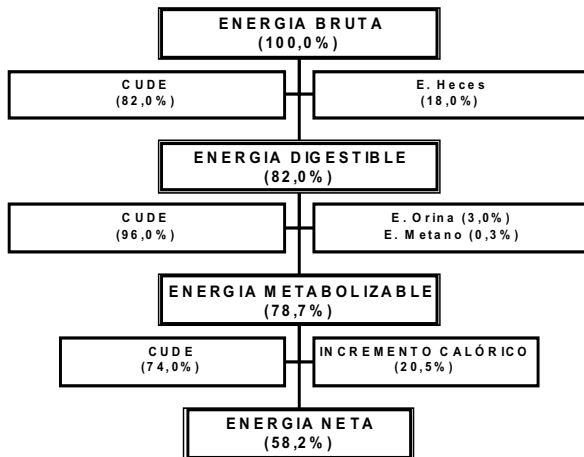 ENERGIA BRUTA
(100,0%)
CUDE
(82,0%)
E. Heces
(18,0%)
ENERGIA DIGESTIBLE
(82,0%)
CUDE
(96,0%)
E. Orina (3,0%)
E. Metano (0,3%)
ENERGIA METABOLIZABLE
(78,7%)
CUDE
(74,0%)
INCREMENTO CALÓRICO
(20,5%)
ENERGIA NETA
(58,2%)